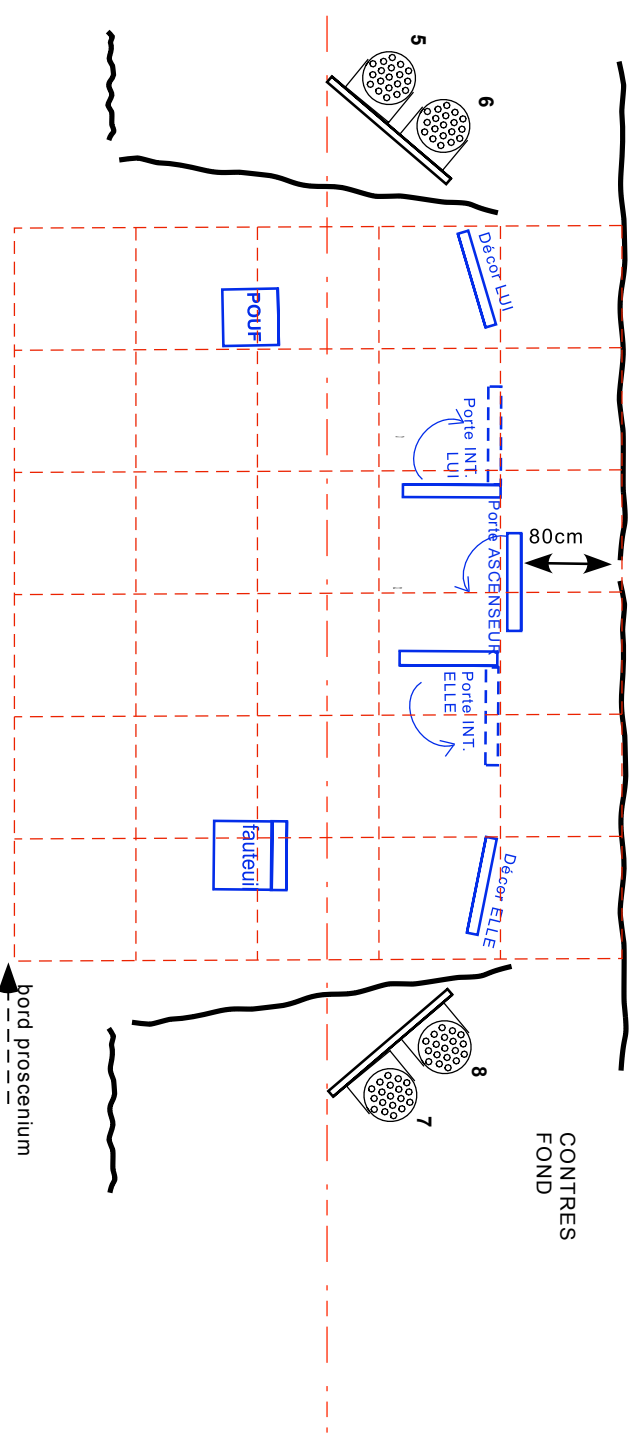 5
6
Décor LUI
POUF
Porte INT.
LUI
Porte ASCENSEUR
80cm
Porte INT.
ELLE
fauteui
Décor ELLE
bord proscenium
8
7
CONTRES
FOND